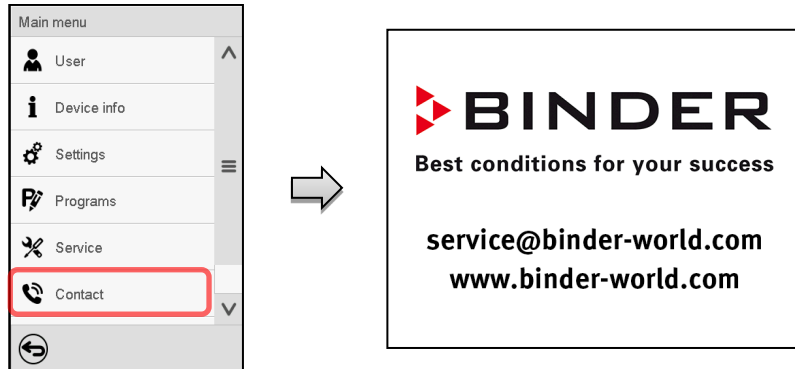 Main menu
User
Device info
Settings
Programs
Service
Contact
BINDER
Best conditions for your success
service@binder-world.com
www.binder-world.com